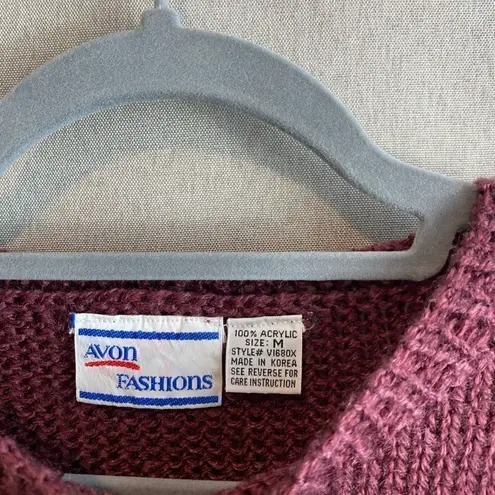 AVON
FASHIONS
100% ACRYLIC
SIZE: M
STYLE# V1680X
MADE IN KOREA
SEE REVERSE FOR
CARE INSTRUCTION